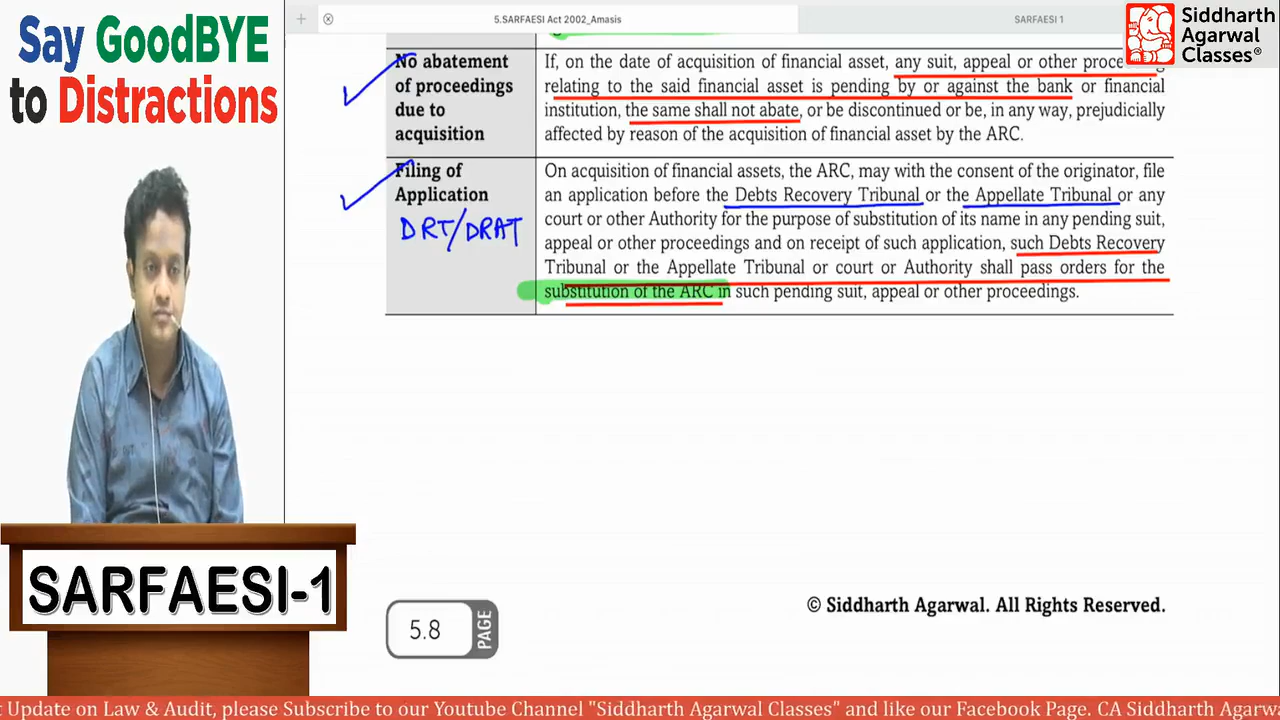 Say GoodBYE
to Distractions
5.SARFAESI Act 2002_Amasis
SARFAESI 1
Siddharth
Agarwal
Classes®
No abatement
of proceedings
due to
acquisition
If, on the date of acquisition of financial asset, any suit, appeal or other
relating to the said financial asset is pending by or against the bank or financial
institution, the same shall not abate, or be discontinued or be, in any way, prejudicially
affected by reason of the acquisition of financial asset by the ARC.
Filing of
Application
DRT/DRAT
On acquisition of financial assets, the ARC, may with the consent of the originator, file
an application before the Debts Recovery Tribunal or the Appellate Tribunal or any
court or other Authority for the purpose of substitution of its name in any pending suit,
appeal or other proceedings and on receipt of such application, such Debts Recovery
Tribunal or the Appellate Tribunal or court or Authority shall pass orders for the
substitution of the ARC in such pending suit, appeal or other proceedings.
SARFAESI-1
© Siddharth Agarwal. All Rights Reserved.
5.8
PAGE
Update on Law & Audit, please Subscribe to our Youtube Channel "Siddharth Agarwal Classes" and like our Facebook Page. CA Siddharth